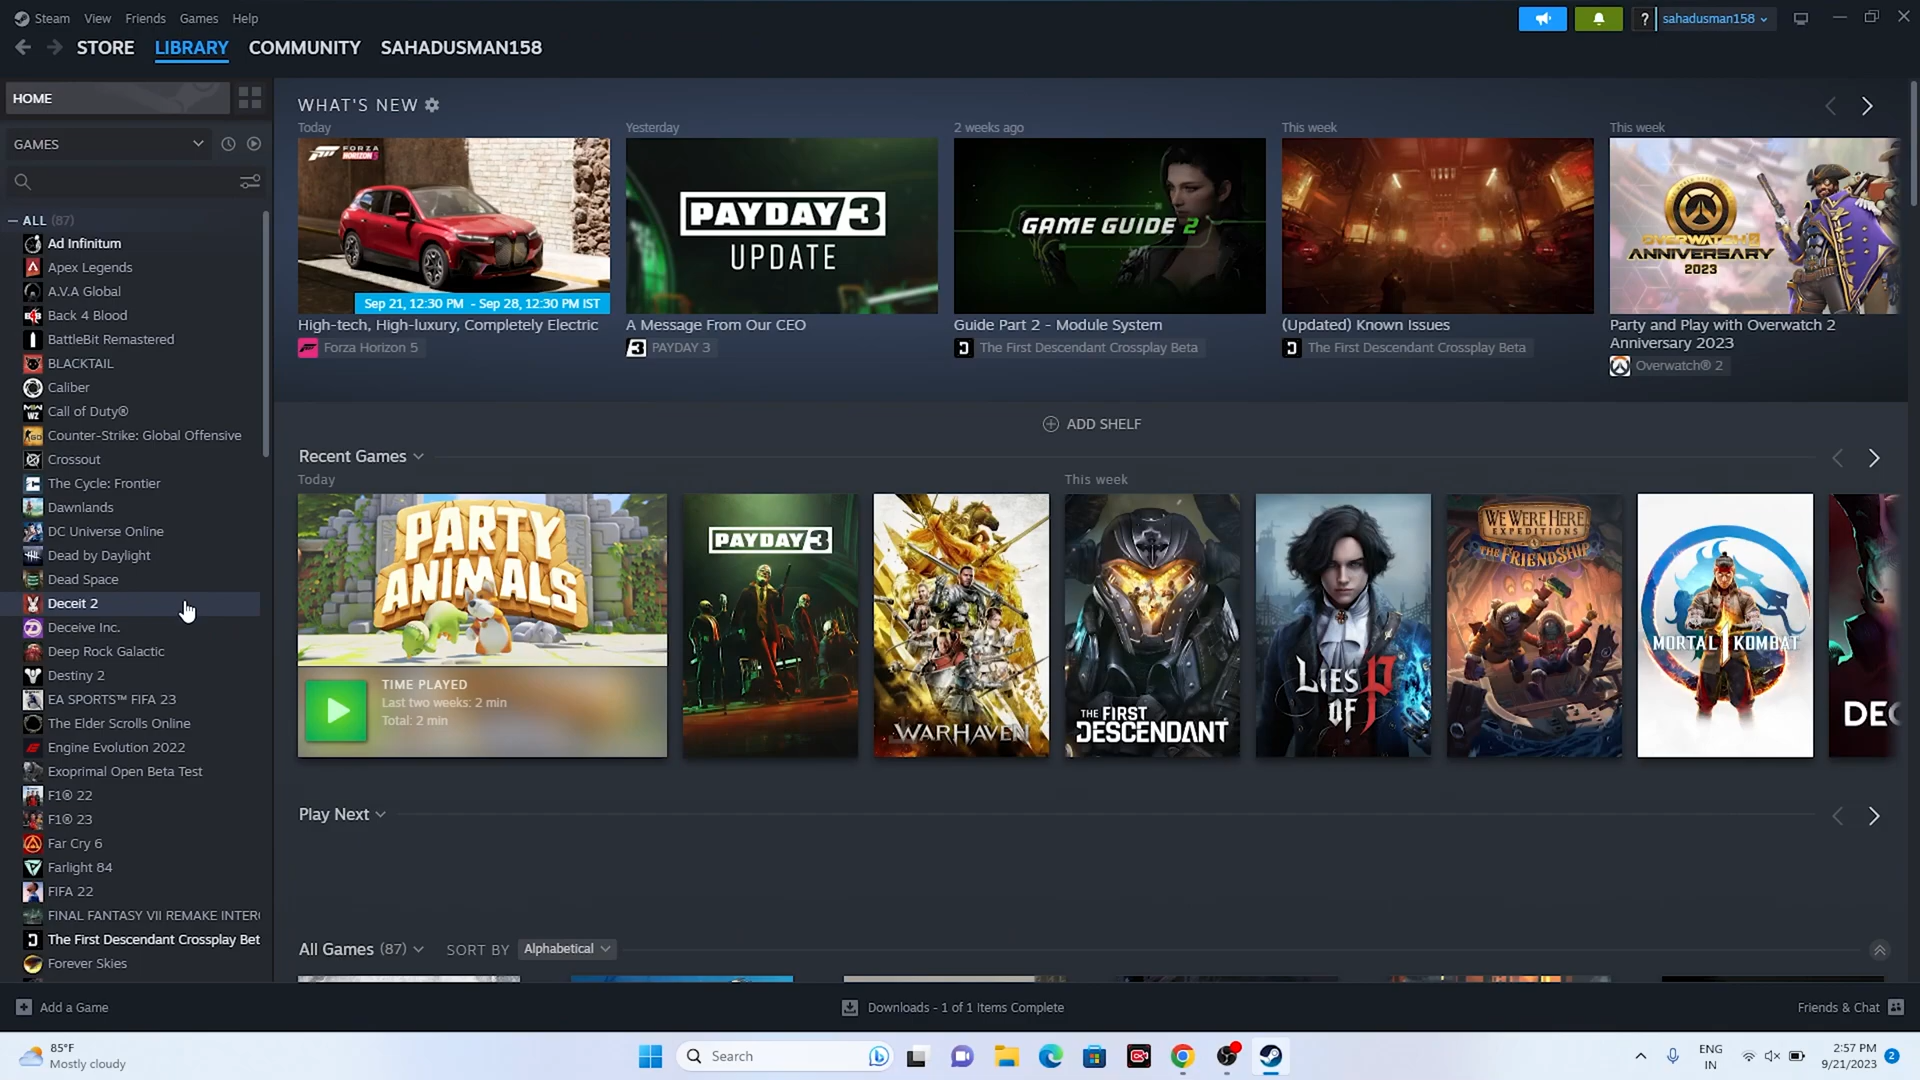 Steam View Friends Games Help
? sahadusman158
STORE LIBRARY COMMUNITY SAHADUSMAN158
HOME
GAMES
ALL (87)
Ad Infinitum
Apex Legends
A.V.A Global
Back 4 Blood
BattleBit Remastered
BLACKTAIL
Caliber
Call of Duty®
Counter-Strike: Global Offensive
Crossout
The Cycle: Frontier
Dawnlands
DC Universe Online
Dead by Daylight
Dead Space
Deceit 2
Deceive Inc.
Deep Rock Galactic
Destiny 2
EA SPORTS™ FIFA 23
The Elder Scrolls Online
Engine Evolution 2022
Exoprimal Open Beta Test
F1® 22
F1® 23
Far Cry 6
Farlight 84
FIFA 22
FINAL FANTASY VII REMAKE INTER
The First Descendant Crossplay Bet
Forever Skies
WHAT'S NEW
Today
FORZA
HORIZON 5
Sep 21, 12:30 PM - Sep 28, 12:30 PM IST
High-tech, High-luxury, Completely Electric
Forza Horizon 5
Yesterday
PAYDAY 3
UPDATE
A Message From Our CEO
PAYDAY 3
2 weeks ago
GAME GUIDE 2
Guide Part 2 - Module System
The First Descendant Crossplay Beta
This week
(Updated) Known Issues
The First Descendant Crossplay Beta
This week
OVERWATCH 2
ANNIVERSARY
2023
Party and Play with Overwatch 2
Anniversary 2023
Overwatch® 2
ADD SHELF
Recent Games
Today
PARTY
ANIMALS
TIME PLAYED
Last two weeks: 2 min
Total: 2 min
PAYDAY 3
WARHAVEN
This week
THE FIRST
DESCENDANT
LIES
OF P
WE WERE HERE
EXPEDITIONS
THE FRIENDSHIP
MORTAL KOMBAT 1
DEC
Play Next
All Games (87) SORT BY Alphabetical
Add a Game
Downloads - 1 of 1 Items Complete
Friends & Chat
85°F
Mostly cloudy
Search
ENG
IN
2:57 PM
9/21/2023
2